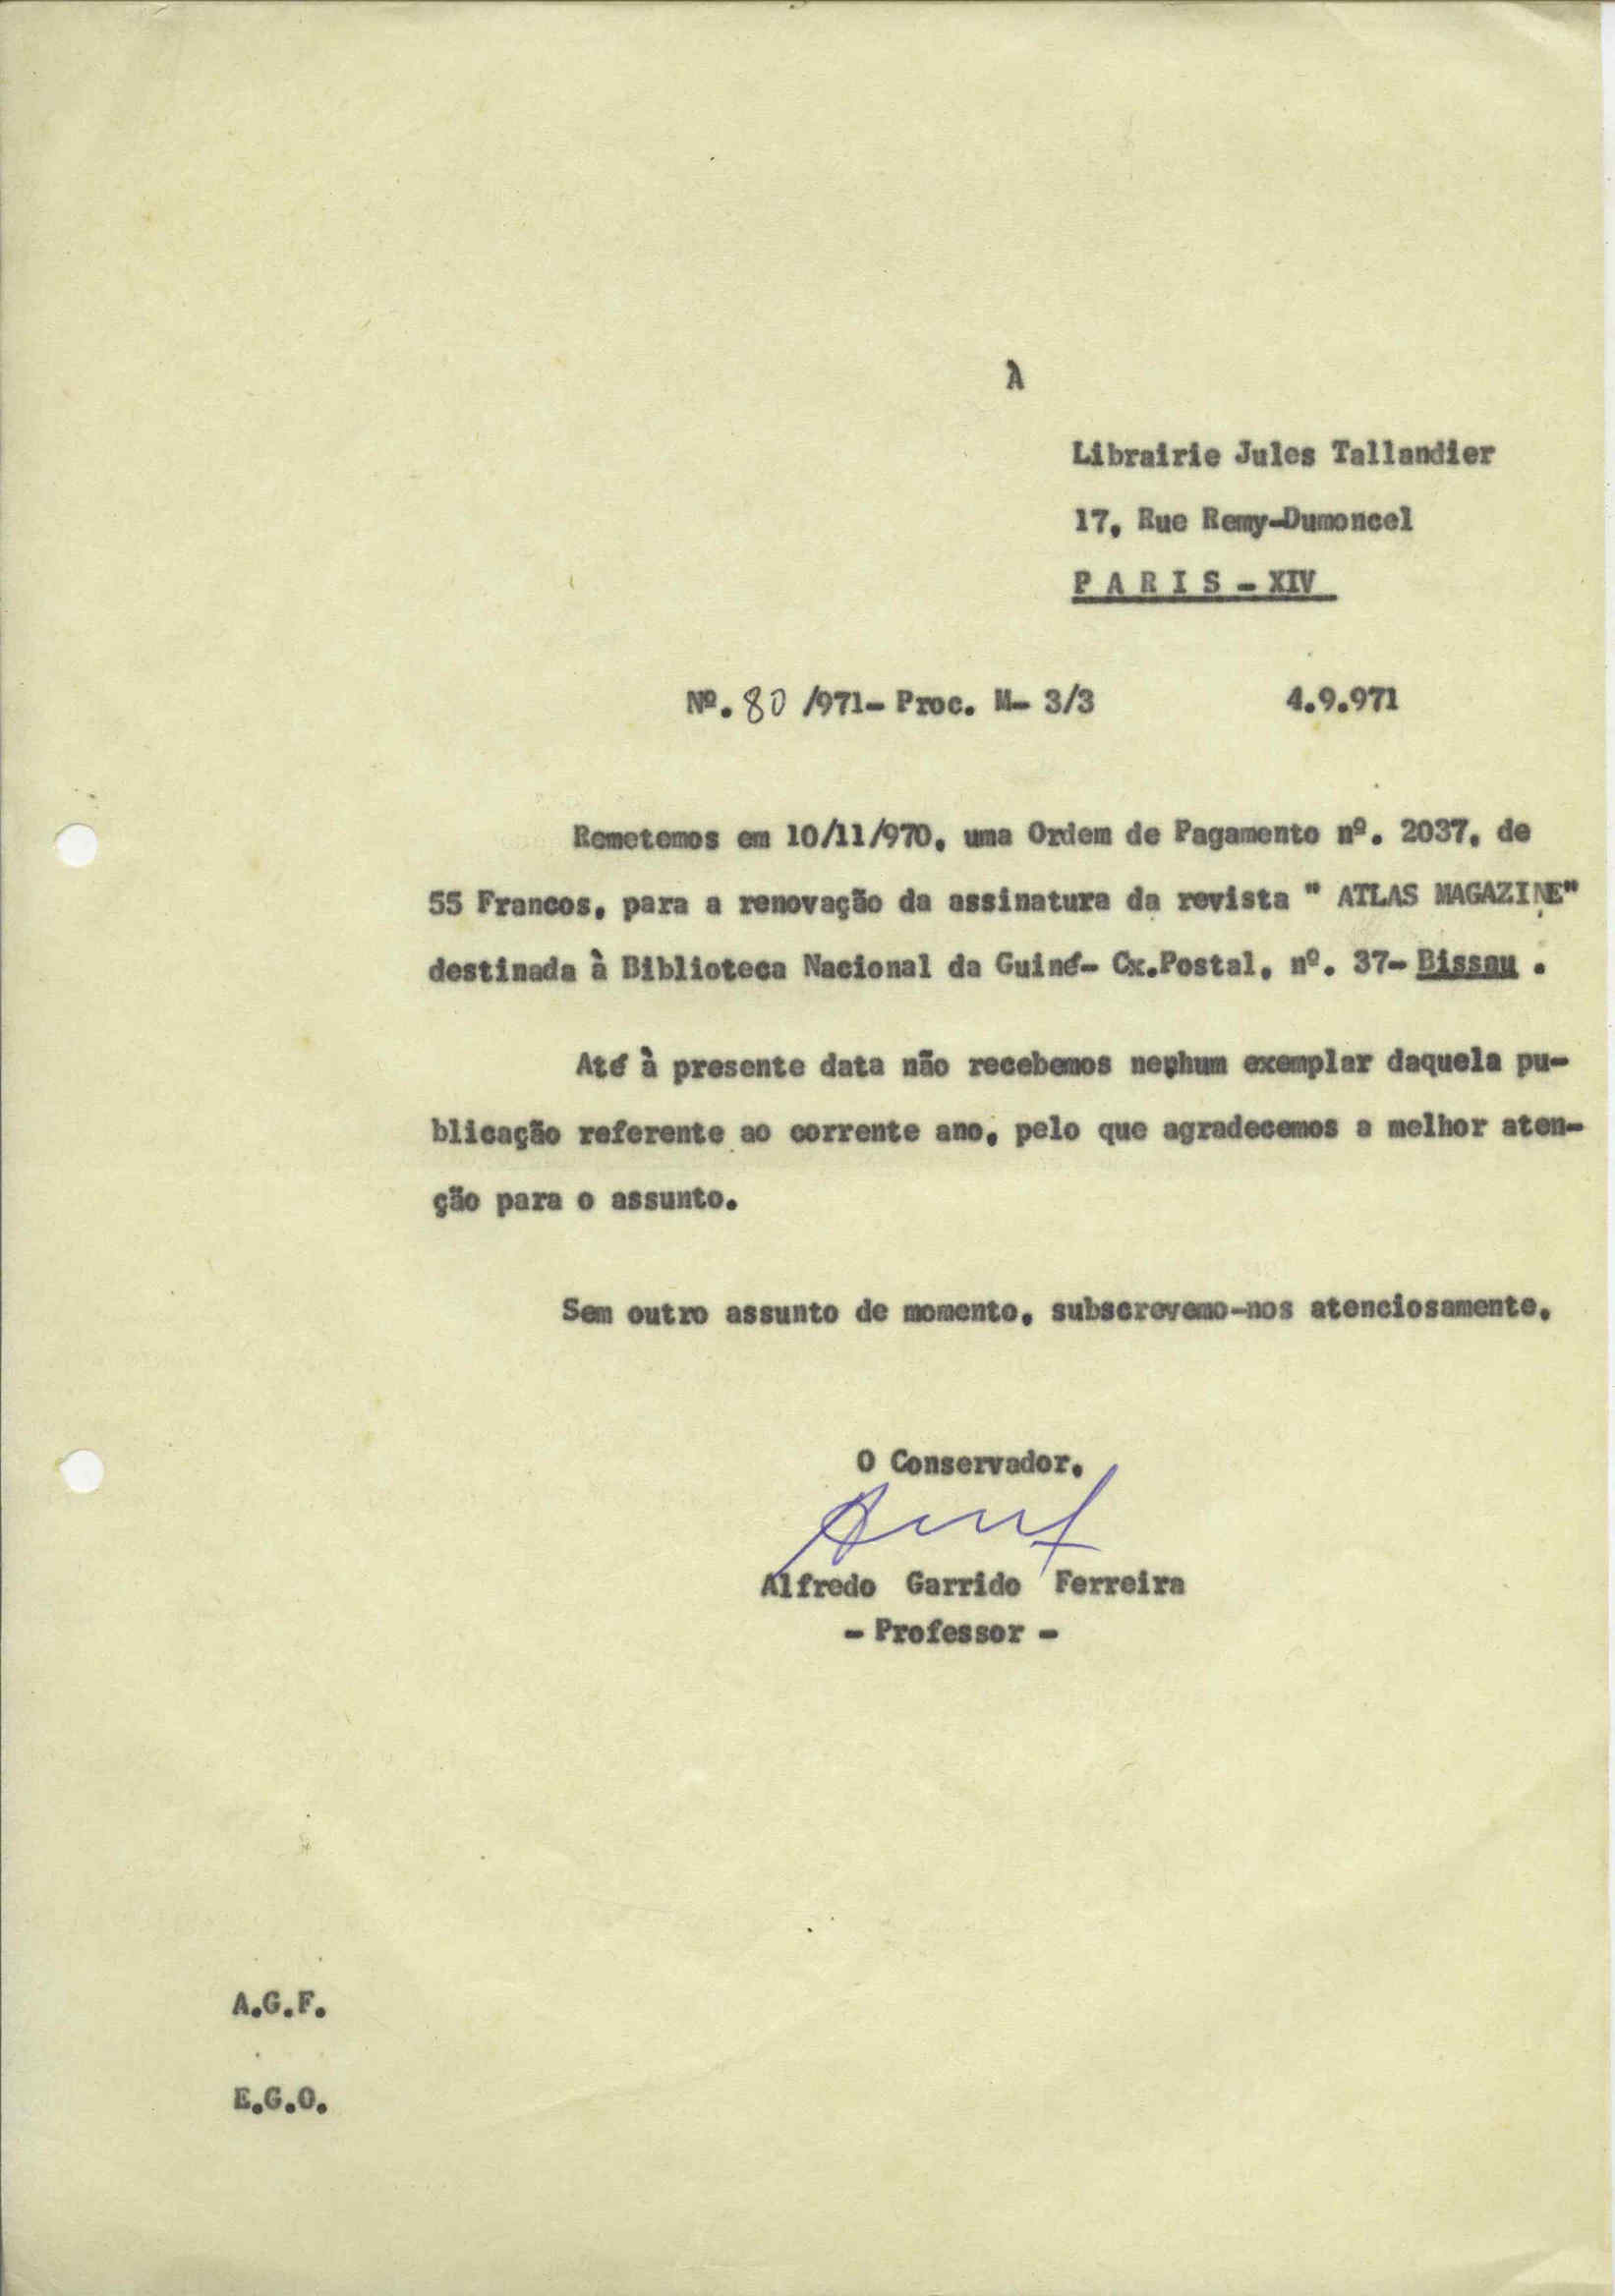 À
Librairie Jules Tallandier
17, Rue Remy-Dumoncel
P A R I S - XIV
Nº. 80 /971- Proc. M- 3/3 4.9.971
Remetemos em 10/11/970, uma Ordem de Pagamento nº. 2037, de
55 Francos, para a renovação da assinatura da revista " ATLAS MAGAZINE"
destinada à Biblioteca Nacional da Guiné- Cx.Postal, nº. 37- Bissau .
Até à presente data não recebemos nenhum exemplar daquela pu-
blicação referente ao corrente ano, pelo que agradecemos a melhor aten-
ção para o assunto.
Sem outro assunto de momento, subscrevemo-nos atenciosamente,
O Conservador,
Alfredo Garrido Ferreira
- Professor -
A.G.F.
E.G.O.